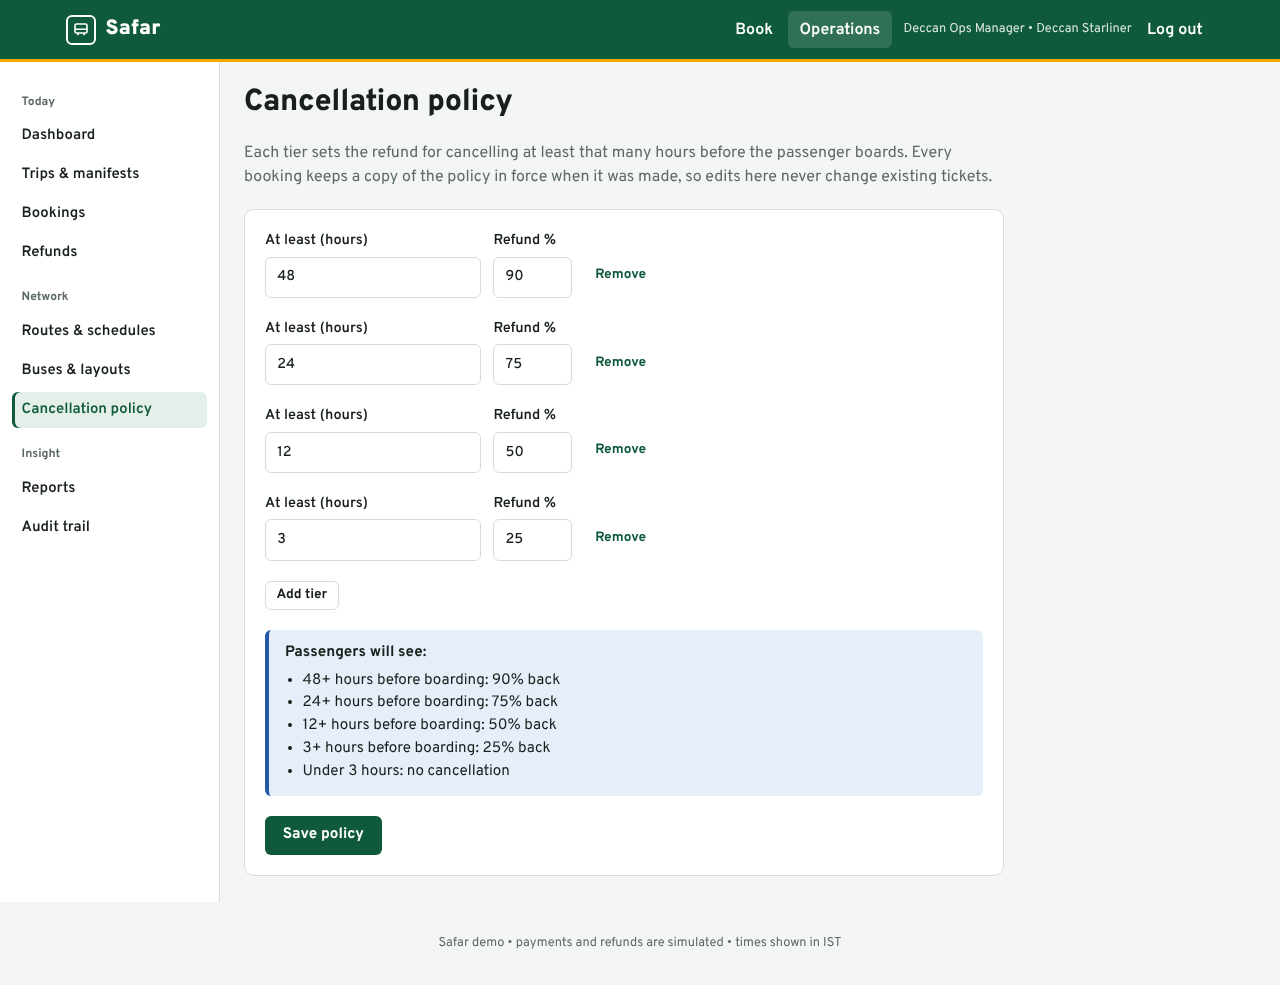 Safar
Book
Operations
Deccan Ops Manager • Deccan Starliner
Log out
Today
Dashboard
Trips & manifests
Bookings
Refunds
Network
Routes & schedules
Buses & layouts
Cancellation policy
Insight
Reports
Audit trail
Cancellation policy
Each tier sets the refund for cancelling at least that many hours before the passenger boards. Every
booking keeps a copy of the policy in force when it was made, so edits here never change existing tickets.
At least (hours) Refund %
48 90 Remove
At least (hours) Refund %
24 75 Remove
At least (hours) Refund %
12 50 Remove
At least (hours) Refund %
3 25 Remove
Add tier
Passengers will see:
• 48+ hours before boarding: 90% back
• 24+ hours before boarding: 75% back
• 12+ hours before boarding: 50% back
• 3+ hours before boarding: 25% back
• Under 3 hours: no cancellation
Save policy
Safar demo • payments and refunds are simulated • times shown in IST